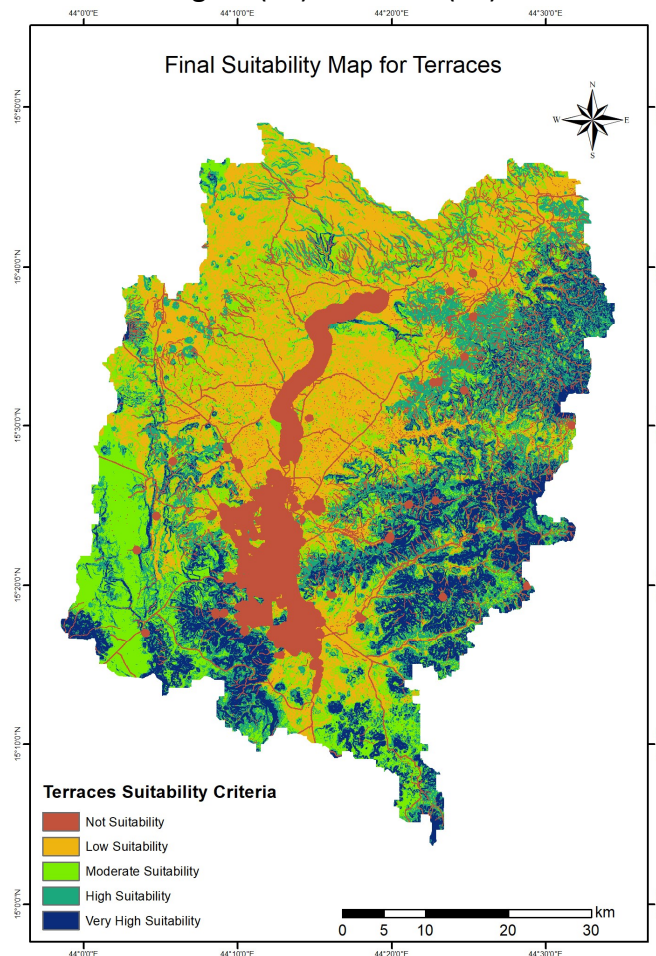 44°0'0"E 44°10'0"E 44°20'0"E 44°30'0"E
Final Suitability Map for Terraces
N
W E
S
15°50'0"N
15°40'0"N
15°30'0"N
15°20'0"N
15°10'0"N
15°0'0"N
Terraces Suitability Criteria
Not Suitability
Low Suitability
Moderate Suitability
High Suitability
Very High Suitability
km
0 5 10 20 30
44°0'0"E 44°10'0"E 44°20'0"E 44°30'0"E